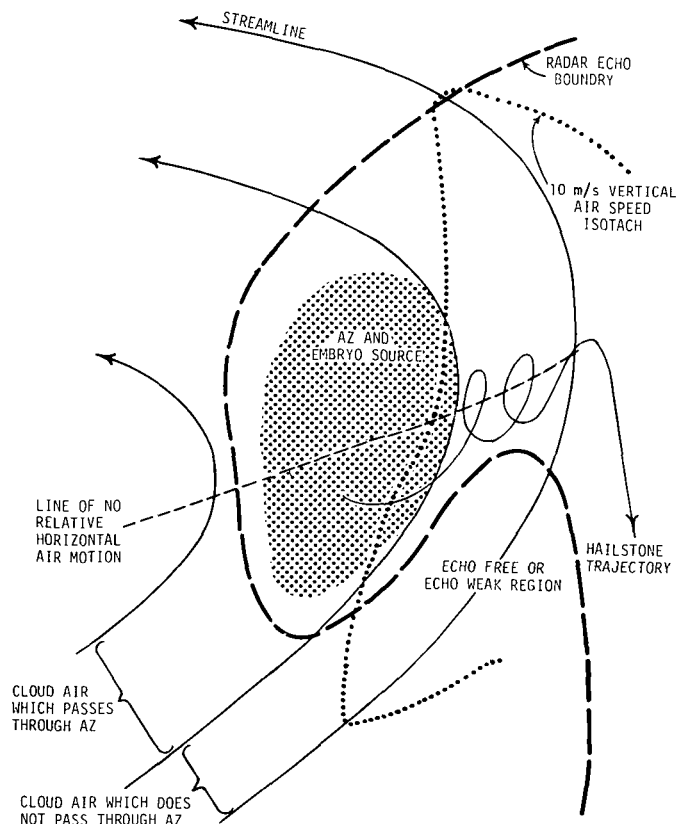 STREAMLINE
RADAR ECHO
BOUNDRY
10 m/s VERTICAL
AIR SPEED
ISOTACH
AZ AND
EMBRYO SOURCE
LINE OF NO
RELATIVE
HORIZONTAL
AIR MOTION
ECHO FREE OR
ECHO WEAK REGION
HAILSTONE
TRAJECTORY
CLOUD AIR
WHICH PASSES
THROUGH AZ
CLOUD AIR WHICH DOES
NOT PASS THROUGH AZ